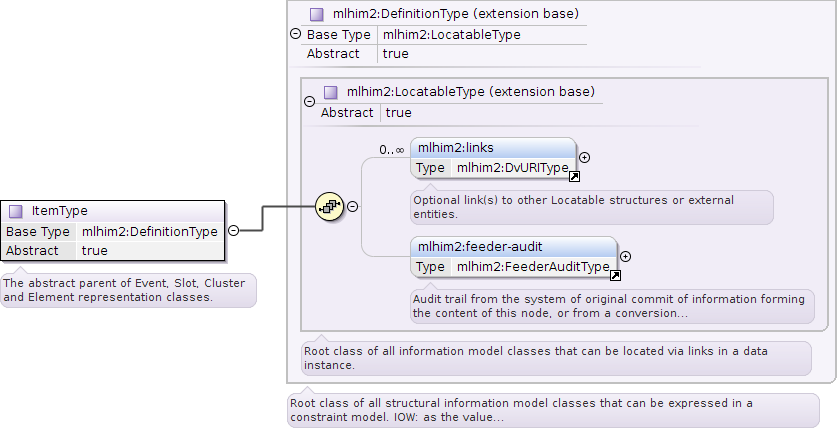 mlhim2:DefinitionType (extension base)
Base Type mlhim2:LocatableType
Abstract true
mlhim2:LocatableType (extension base)
Abstract true
0..∞
mlhim2:links
Type mlhim2:DvURIType
Optional link(s) to other Locatable structures or external
entities.
ItemType
Base Type mlhim2:DefinitionType
Abstract true
The abstract parent of Event, Slot, Cluster
and Element representation classes.
mlhim2:feeder-audit
Type mlhim2:FeederAuditType
Audit trail from the system of original commit of information forming
the content of this node, or from a conversion...
Root class of all information model classes that can be located via links in a data
instance.
Root class of all structural information model classes that can be expressed in a
constraint model. IOW: as the value...